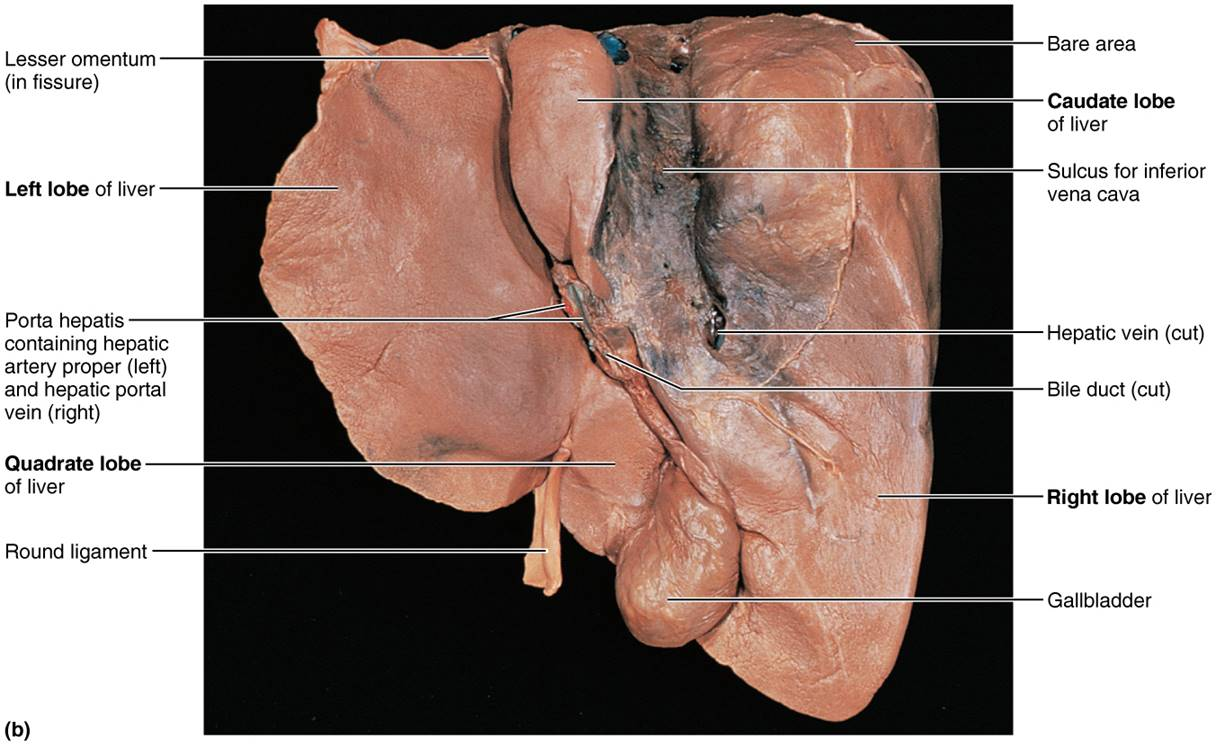 Lesser omentum
(in fissure)
Left lobe of liver
Porta hepatis
containing hepatic
artery proper (left)
and hepatic portal
vein (right)
Quadrate lobe
of liver
Round ligament
(b)
Bare area
Caudate lobe
of liver
Sulcus for inferior
vena cava
Hepatic vein (cut)
Bile duct (cut)
Right lobe of liver
Gallbladder